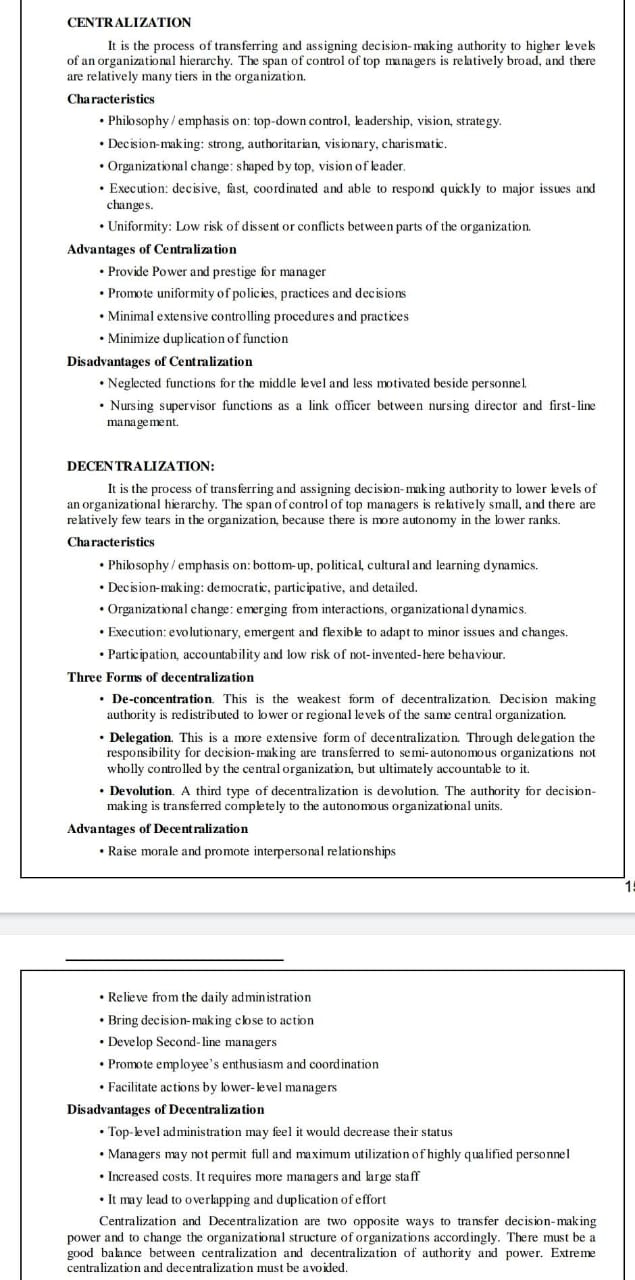 CENTRALIZATION
It is the process of transferring and assigning decision-making authority to higher levels
of an organizational hierarchy. The span of control of top managers is relatively broad, and there
are relatively many tiers in the organization.
Characteristics
• Philosophy / emphasis on: top-down control, leadership, vision, strategy.
• Decision-making: strong, authoritarian, visionary, charismatic.
• Organizational change: shaped by top, vision of leader.
• Execution: decisive, fast, coordinated and able to respond quickly to major issues and
changes.
• Uniformity: Low risk of dissent or conflicts between parts of the organization.
Advantages of Centralization
• Provide Power and prestige for manager
• Promote uniformity of policies, practices and decisions
• Minimal extensive controlling procedures and practices
• Minimize duplication of function
Disadvantages of Centralization
• Neglected functions for the middle level and less motivated beside personnel.
• Nursing supervisor functions as a link officer between nursing director and first-line
management.
DECENTRALIZATION:
It is the process of transferring and assigning decision-making authority to lower levels of
an organizational hierarchy. The span of control of top managers is relatively small, and there are
relatively few tears in the organization, because there is more autonomy in the lower ranks.
Characteristics
• Philosophy / emphasis on: bottom-up, political, cultural and learning dynamics.
• Decision-making: democratic, participative, and detailed.
• Organizational change: emerging from interactions, organizational dynamics.
• Execution: evolutionary, emergent and flexible to adapt to minor issues and changes.
• Participation, accountability and low risk of not-invented-here behaviour.
Three Forms of decentralization
• De-concentration. This is the weakest form of decentralization. Decision making
authority is redistributed to lower or regional levels of the same central organization.
• Delegation. This is a more extensive form of decentralization. Through delegation the
responsibility for decision-making are transferred to semi-autonomous organizations not
wholly controlled by the central organization, but ultimately accountable to it.
• Devolution. A third type of decentralization is devolution. The authority for decision-
making is transferred completely to the autonomous organizational units.
Advantages of Decentralization
• Raise morale and promote interpersonal relationships
• Relieve from the daily administration
• Bring decision-making close to action
• Develop Second-line managers
• Promote employee's enthusiasm and coordination
• Facilitate actions by lower-level managers
Disadvantages of Decentralization
• Top-level administration may feel it would decrease their status
• Managers may not permit full and maximum utilization of highly qualified personnel
• Increased costs. It requires more managers and large staff
• It may lead to overlapping and duplication of effort
Centralization and Decentralization are two opposite ways to transfer decision-making
power and to change the organizational structure of organizations accordingly. There must be a
good balance between centralization and decentralization of authority and power. Extreme
centralization and decentralization must be avoided.